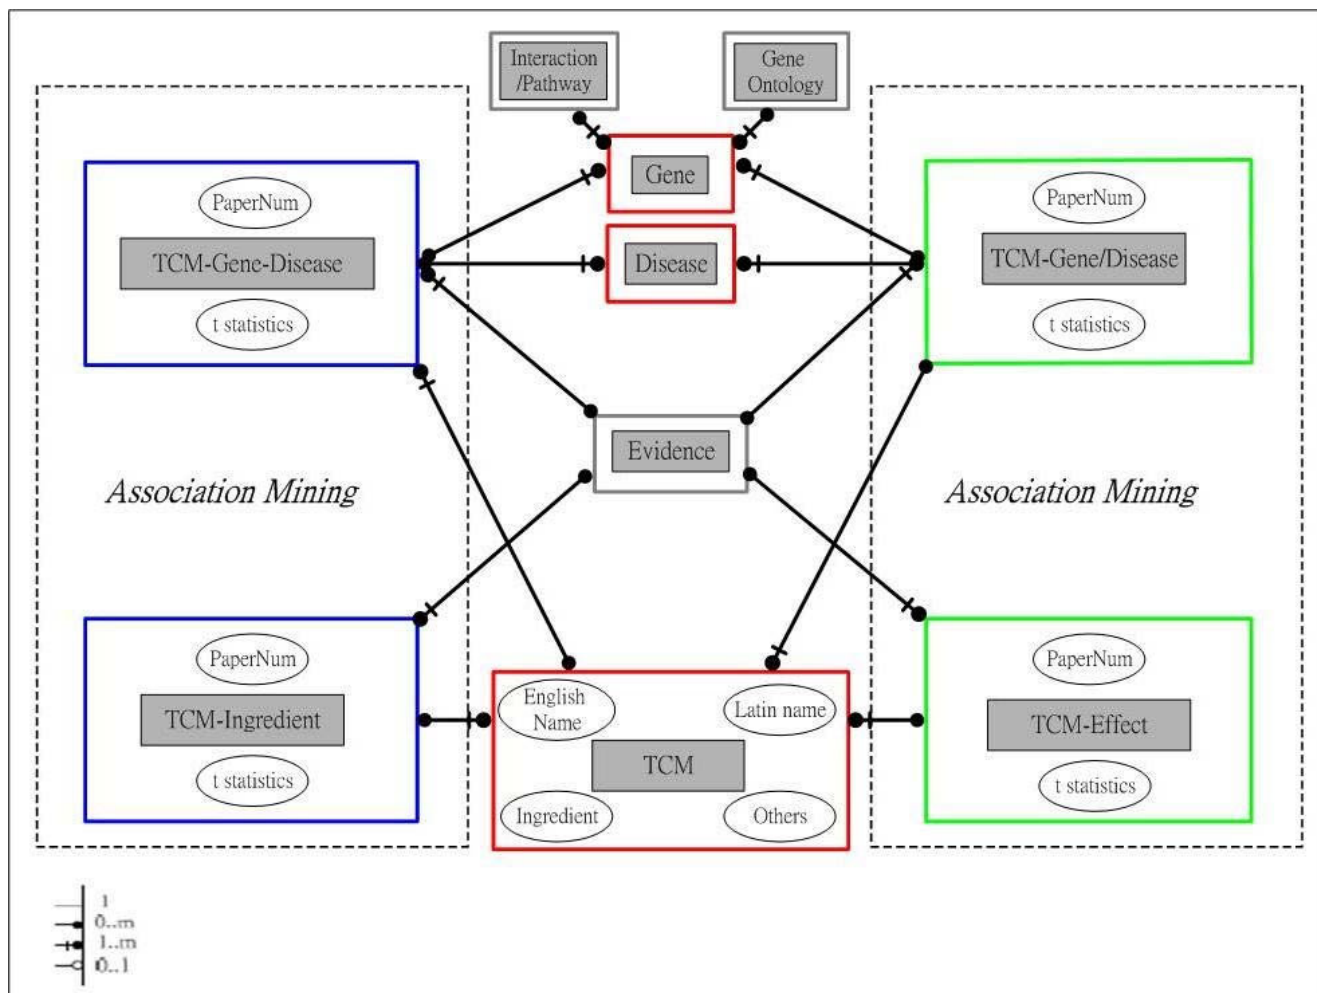 Interaction
/Pathway
Gene
Ontology
Gene
Disease
PaperNum
TCM-Gene-Disease
t statistics
PaperNum
TCM-Gene/Disease
t statistics
Evidence
Association Mining
Association Mining
PaperNum
TCM-Ingredient
t statistics
English
Name
Latin name
TCM
Ingredient
Others
PaperNum
TCM-Effect
t statistics
1
0..m
1..m
0..1